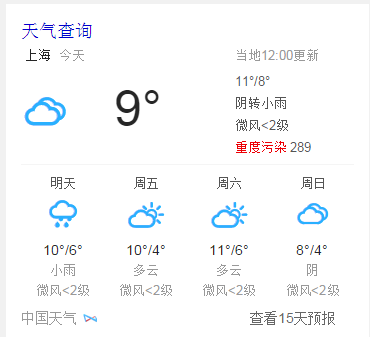 天气查询
上海 今天 当地12:00更新
9°
11°/8°
阴转小雨
微风<2级
重度污染 289
明天 周五 周六 周日
10°/6° 10°/4° 11°/6° 8°/4°
小雨 多云 多云 阴
微风<2级 微风<2级 微风<2级 微风<2级
中国天气 查看15天预报